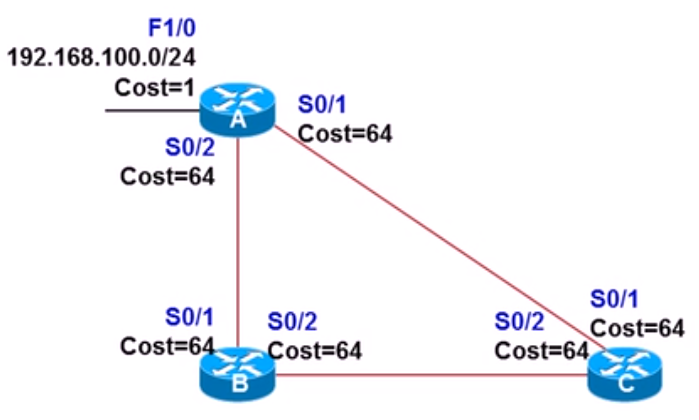 F1/0
192.168.100.0/24
Cost=1
A
S0/1
Cost=64
S0/2
Cost=64
S0/1
Cost=64
B
S0/2
Cost=64
S0/2
Cost=64
S0/1
Cost=64
C